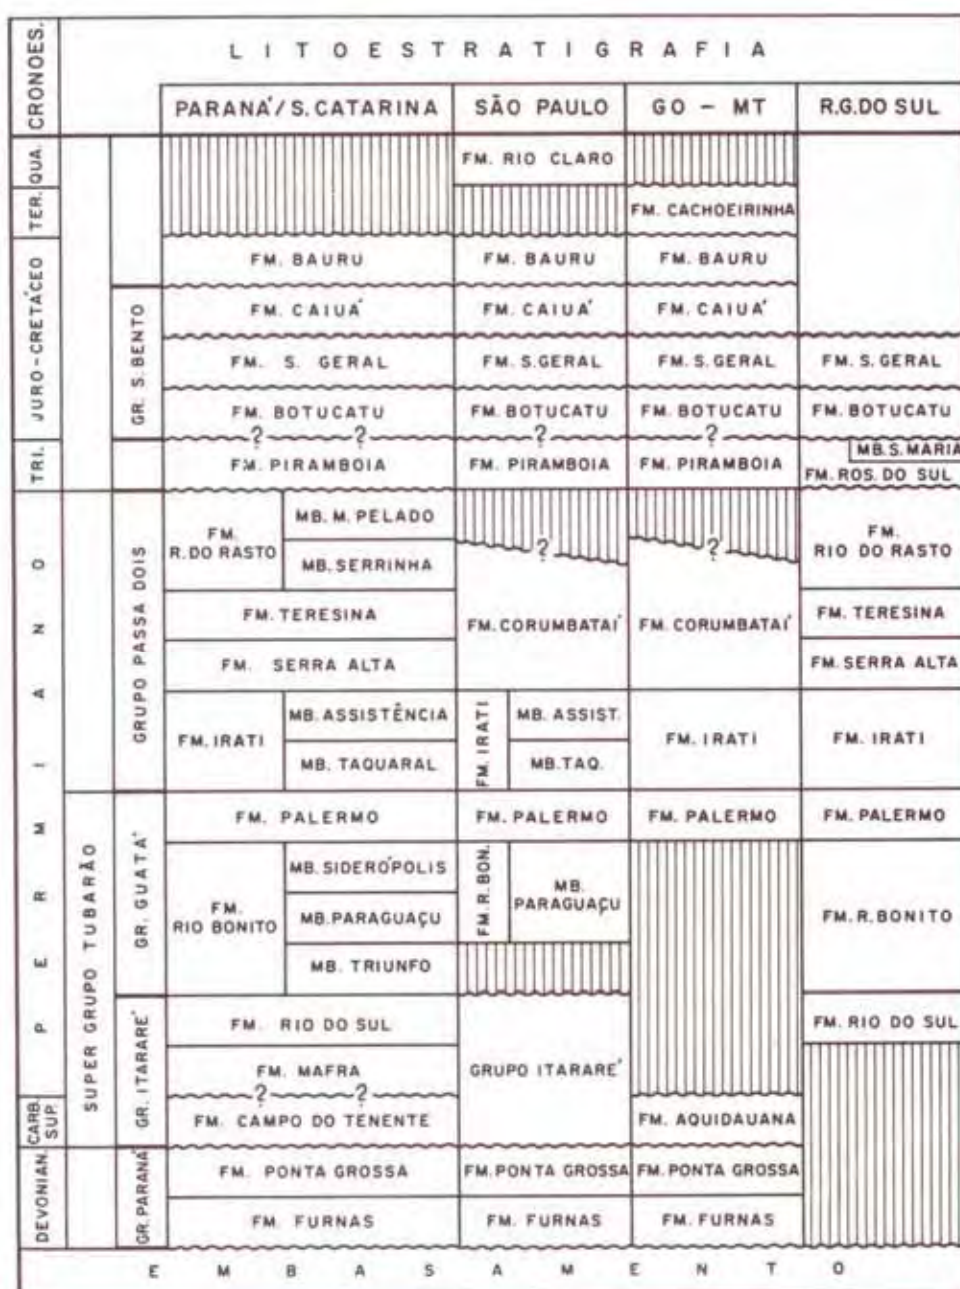 CRONOES.
LITOESTRATIGRAFIA
PARANÁ/S.CATARINA
SÃO PAULO
GO – MT
R.G.DO SUL
QUA.
TER.
JURO-CRETÁCEO
TRI.
PERMIANO
CARB. SUP.
DEVONIAN.
SUPER GRUPO TUBARÃO
GR. S.BENTO
GRUPO PASSA DOIS
GR. GUATÁ
GR. ITARARÉ
GR.PARANÁ
FM. RIO CLARO
FM. CACHOEIRINHA
FM. BAURU
FM. BAURU
FM. BAURU
FM. CAIUÁ
FM. CAIUÁ
FM. CAIUÁ
FM. S. GERAL
FM. S.GERAL
FM. S.GERAL
FM. S.GERAL
FM. BOTUCATU
FM. BOTUCATU
FM. BOTUCATU
FM. BOTUCATU
? ? ? ?
FM. PIRAMBOIA
FM. PIRAMBOIA
FM. PIRAMBOIA
MB.S.MARIA
FM. ROS. DO SUL
FM.
R.DO RASTO
MB. M. PELADO
MB. SERRINHA
? ?
FM.
RIO DO RASTO
FM. TERESINA
FM.CORUMBATAÍ
FM. CORUMBATAÍ
FM. TERESINA
FM. SERRA ALTA
FM.SERRA ALTA
FM. IRATI
MB. ASSISTÊNCIA
MB. TAQUARAL
FM. IRATI
MB. ASSIST.
MB.TAQ.
FM. IRATI
FM. IRATI
FM. PALERMO
FM. PALERMO
FM. PALERMO
FM. PALERMO
FM.
RIO BONITO
MB. SIDERÓPOLIS
MB.PARAGUAÇU
MB. TRIUNFO
FM.R.BON.
MB.
PARAGUAÇU
FM.R.BONITO
FM. RIO DO SUL
FM. RIO DO SUL
FM. MAFRA
GRUPO ITARARÉ
? ?
FM. CAMPO DO TENENTE
FM. AQUIDAUANA
FM. PONTA GROSSA
FM.PONTA GROSSA
FM.PONTA GROSSA
FM. FURNAS
FM. FURNAS
FM. FURNAS
EMBASAMENTO